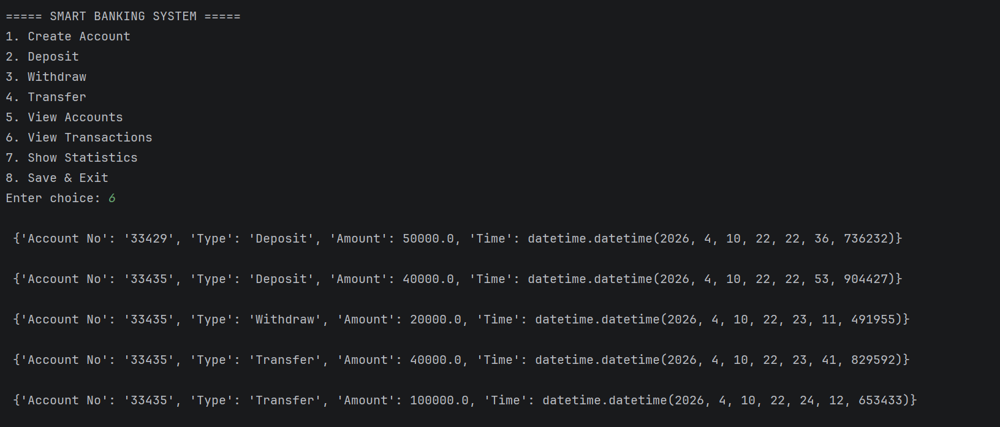 ===== SMART BANKING SYSTEM =====
1. Create Account
2. Deposit
3. Withdraw
4. Transfer
5. View Accounts
6. View Transactions
7. Show Statistics
8. Save & Exit
Enter choice: 6
{'Account No': '33429', 'Type': 'Deposit', 'Amount': 50000.0, 'Time': datetime.datetime(2026, 4, 10, 22, 22, 36, 736232)}
{'Account No': '33435', 'Type': 'Deposit', 'Amount': 40000.0, 'Time': datetime.datetime(2026, 4, 10, 22, 22, 53, 904427)}
{'Account No': '33435', 'Type': 'Withdraw', 'Amount': 20000.0, 'Time': datetime.datetime(2026, 4, 10, 22, 23, 11, 491955)}
{'Account No': '33435', 'Type': 'Transfer', 'Amount': 40000.0, 'Time': datetime.datetime(2026, 4, 10, 22, 23, 41, 829592)}
{'Account No': '33435', 'Type': 'Transfer', 'Amount': 100000.0, 'Time': datetime.datetime(2026, 4, 10, 22, 24, 12, 653433)}